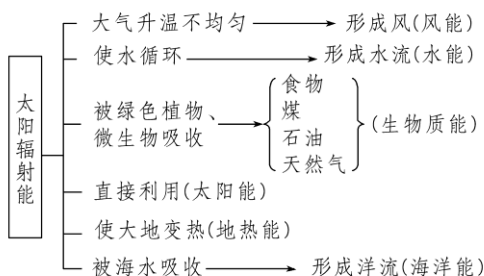 大气升温不均匀 形成风(风能)
使水循环 形成水流(水能)
太阳辐射能
被绿色植物、
微生物吸收
食物
煤
石油
天然气
(生物质能)
直接利用(太阳能)
使大地变热(地热能)
被海水吸收 形成洋流(海洋能)